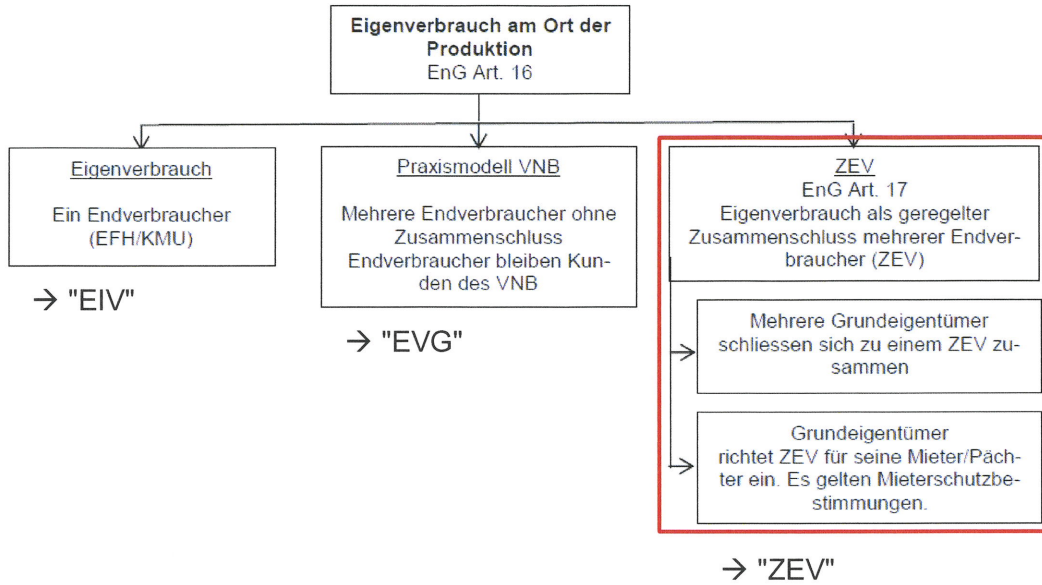 Eigenverbrauch am Ort der
Produktion
EnG Art. 16
Eigenverbrauch
Ein Endverbraucher
(EFH/KMU)
→ "EIV"
Praxismodell VNB
Mehrere Endverbraucher ohne
Zusammenschluss
Endverbraucher bleiben Kun-
den des VNB
→ "EVG"
ZEV
EnG Art. 17
Eigenverbrauch als geregelter
Zusammenschluss mehrerer Endver-
braucher (ZEV)
Mehrere Grundeigentümer
schliessen sich zu einem ZEV zu-
sammen
Grundeigentümer
richtet ZEV für seine Mieter/Päch-
ter ein. Es gelten Mieterschutzbe-
stimmungen.
→ "ZEV"